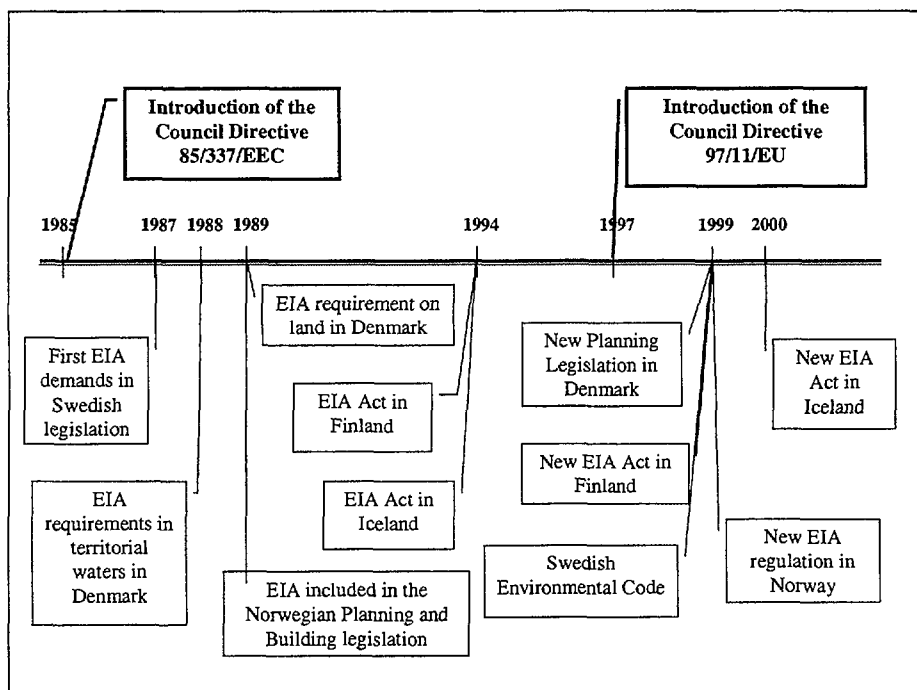 Introduction of the
Council Directive
85/337/EEC
Introduction of the
Council Directive
97/11/EU
1985
1987
1988
1989
1994
1997
1999
2000
First EIA
demands in
Swedish
legislation
EIA
requirements in
territorial
waters in
Denmark
EIA requirement on
land in Denmark
EIA Act in
Finland
EIA Act in
Iceland
EIA included in the
Norwegian Planning and
Building legislation
New Planning
Legislation in
Denmark
New EIA Act in
Finland
Swedish
Environmental Code
New EIA
regulation in
Norway
New EIA
Act in
Iceland